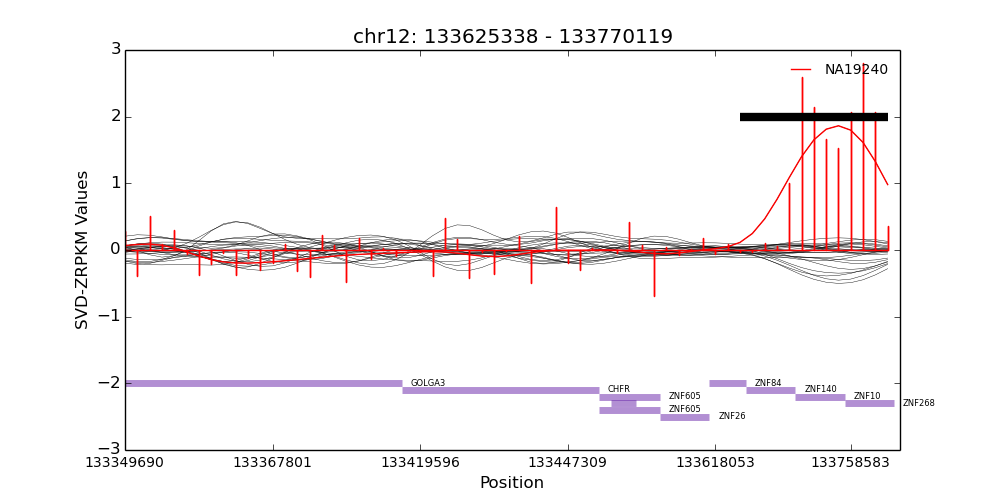 chr12: 133625338 - 133770119
NA19240
3
2
1
0
−1
−2
−3
SVD-ZRPKM Values
GOLGA3
ZNF84
CHFR
ZNF140
ZNF605
ZNF10
ZNF268
ZNF605
ZNF26
133349690 133367801 133419596 133447309 133618053 133758583
Position